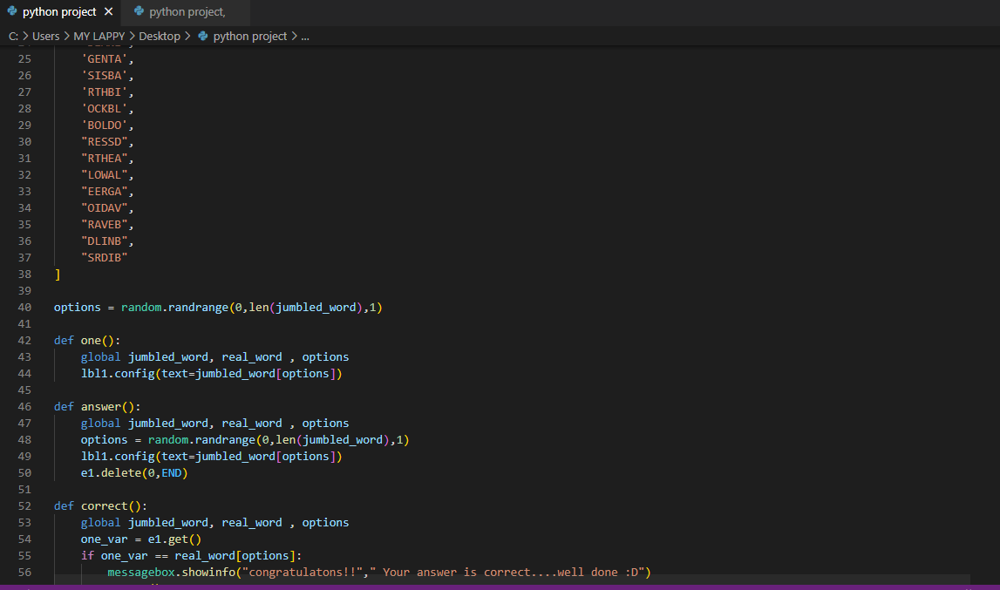 python project ✕ python project,
C: > Users > MY LAPPY > Desktop > python project > ...
25 'GENTA',
26 'SISBA',
27 'RTHBI',
28 'OCKBL',
29 'BOLDO',
30 "RESSD",
31 "RTHEA",
32 "LOWAL",
33 "EERGA",
34 "OIDAV",
35 "RAVEB",
36 "DLINB",
37 "SRDIB"
38 ]
39
40 options = random.randrange(0,len(jumbled_word),1)
41
42 def one():
43 global jumbled_word, real_word , options
44 lbl1.config(text=jumbled_word[options])
45
46 def answer():
47 global jumbled_word, real_word , options
48 options = random.randrange(0,len(jumbled_word),1)
49 lbl1.config(text=jumbled_word[options])
50 e1.delete(0,END)
51
52 def correct():
53 global jumbled_word, real_word , options
54 one_var = e1.get()
55 if one_var == real_word[options]:
56 messagebox.showinfo("congratulatons!!"," Your answer is correct....well done :D")